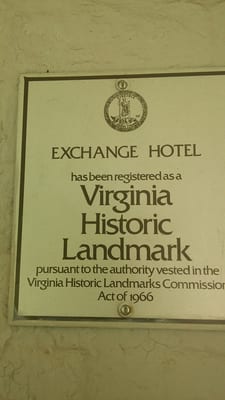 EXCHANGE HOTEL
has been registered as a
Virginia
Historic
Landmark
pursuant to the authority vested in the
Virginia Historic Landmarks Commission
Act of 1966